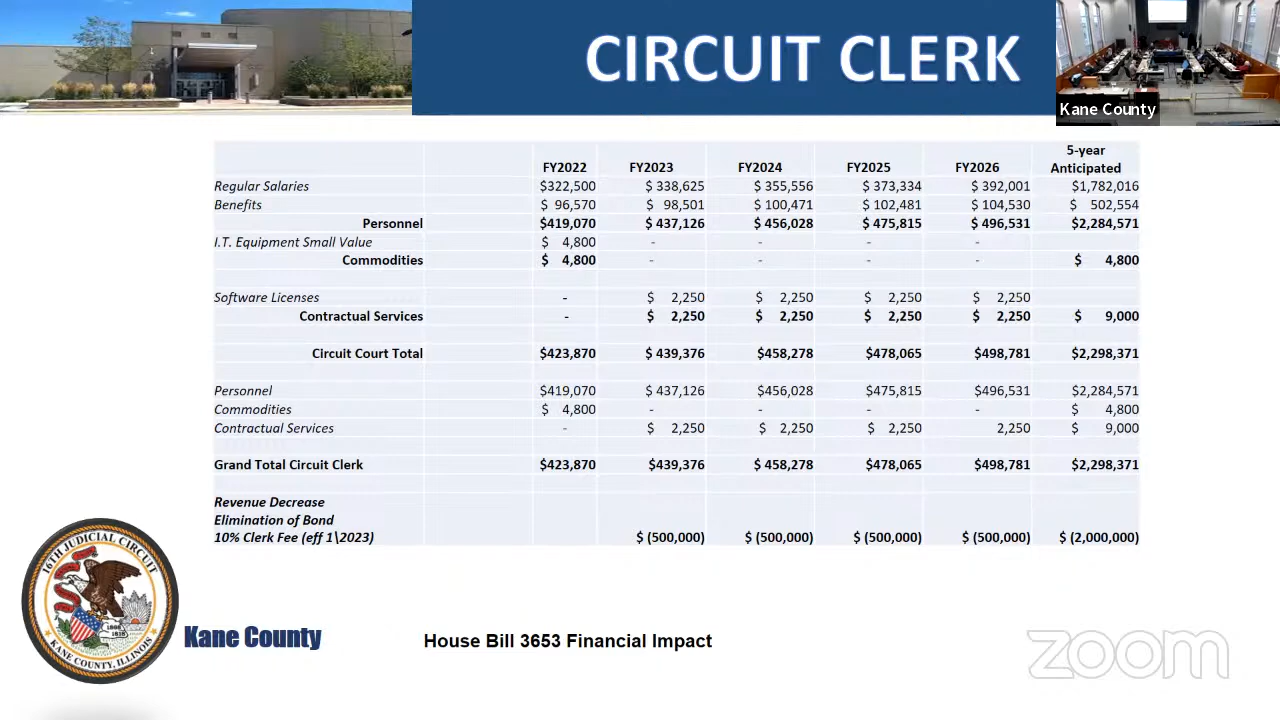 CIRCUIT CLERK
Kane County
FY2022 FY2023 FY2024 FY2025 FY2026 5-year Anticipated
Regular Salaries $322,500 $ 338,625 $ 355,556 $ 373,334 $ 392,001 $1,782,016
Benefits $ 96,570 $ 98,501 $ 100,471 $ 102,481 $ 104,530 $ 502,554
Personnel $419,070 $ 437,126 $ 456,028 $ 475,815 $ 496,531 $2,284,571
I.T. Equipment Small Value $ 4,800 - - - -
Commodities $ 4,800 - - - - $ 4,800
Software Licenses - $ 2,250 $ 2,250 $ 2,250 $ 2,250
Contractual Services - $ 2,250 $ 2,250 $ 2,250 $ 2,250 $ 9,000
Circuit Court Total $423,870 $ 439,376 $458,278 $478,065 $498,781 $2,298,371
Personnel $419,070 $ 437,126 $456,028 $475,815 $496,531 $2,284,571
Commodities $ 4,800 - - - - $ 4,800
Contractual Services - $ 2,250 $ 2,250 $ 2,250 2,250 $ 9,000
Grand Total Circuit Clerk $423,870 $439,376 $ 458,278 $478,065 $498,781 $2,298,371
Revenue Decrease
Elimination of Bond
10% Clerk Fee (eff 1\2023) $ (500,000) $ (500,000) $ (500,000) $ (500,000) $ (2,000,000)
16TH JUDICIAL CIRCUIT
KANE COUNTY, ILLINOIS
Kane County
House Bill 3653 Financial Impact
zoom